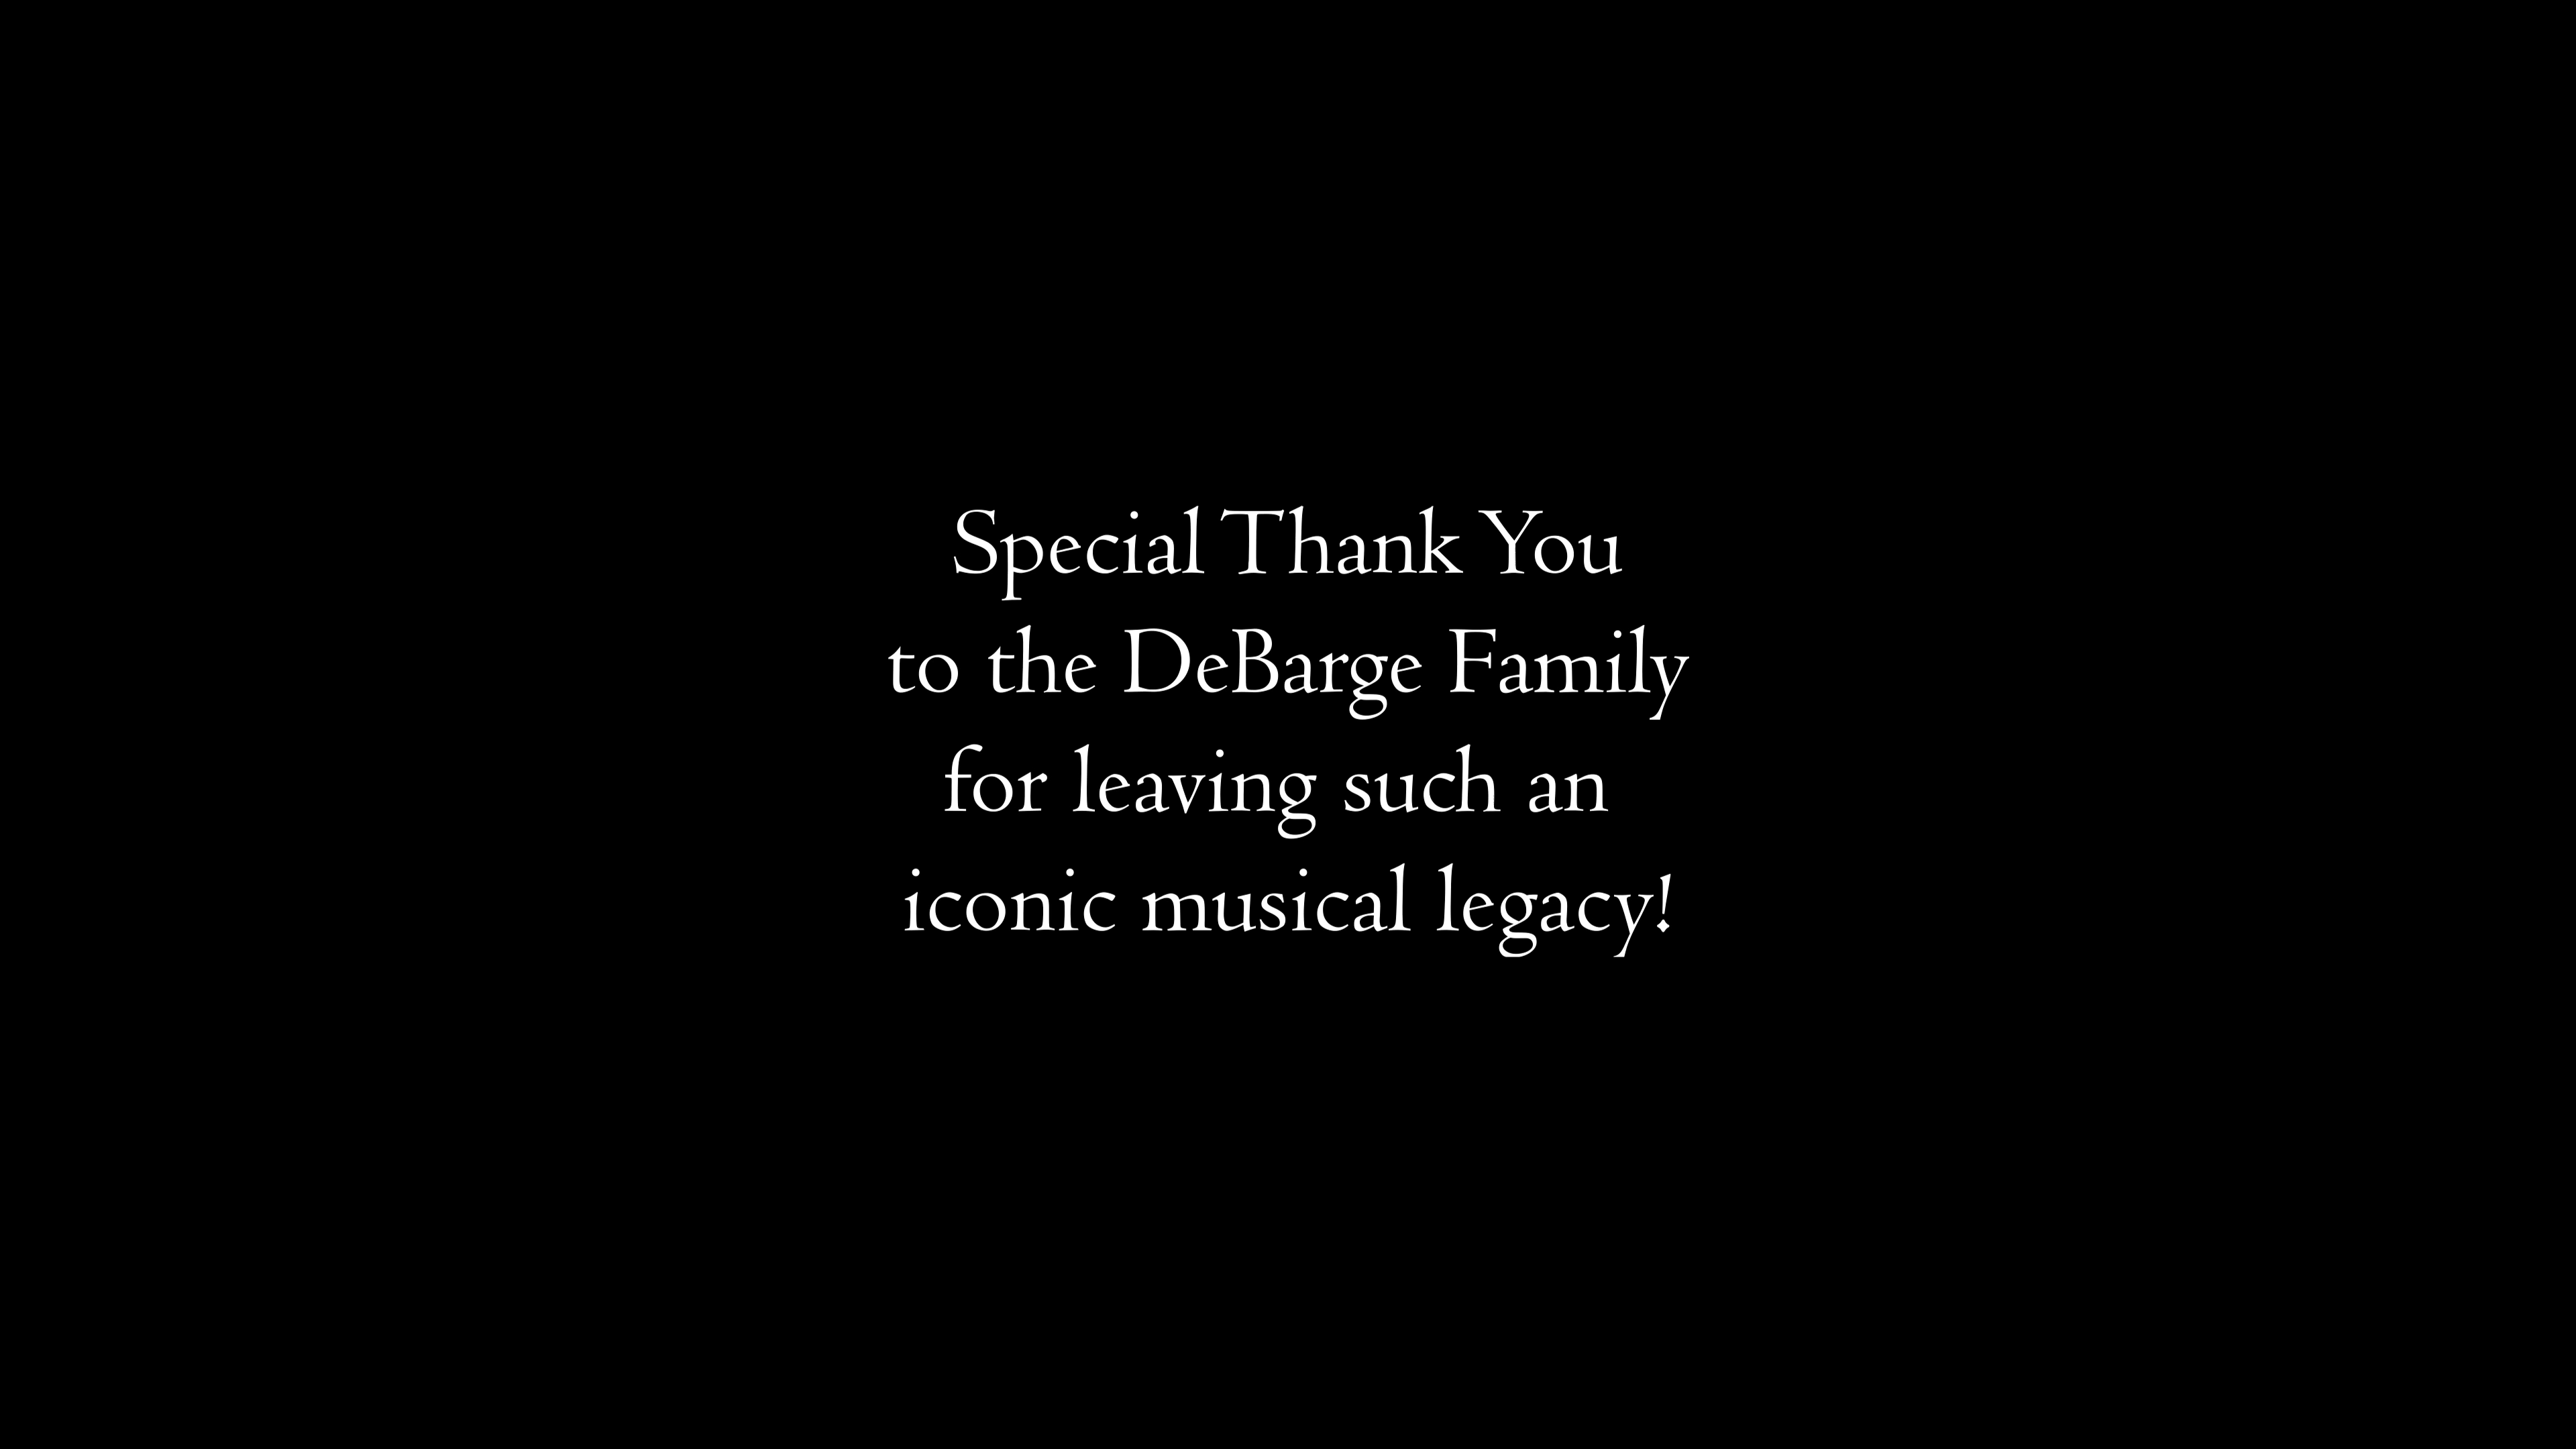 Special Thank You
to the DeBarge Family
for leaving such an
iconic musical legacy!